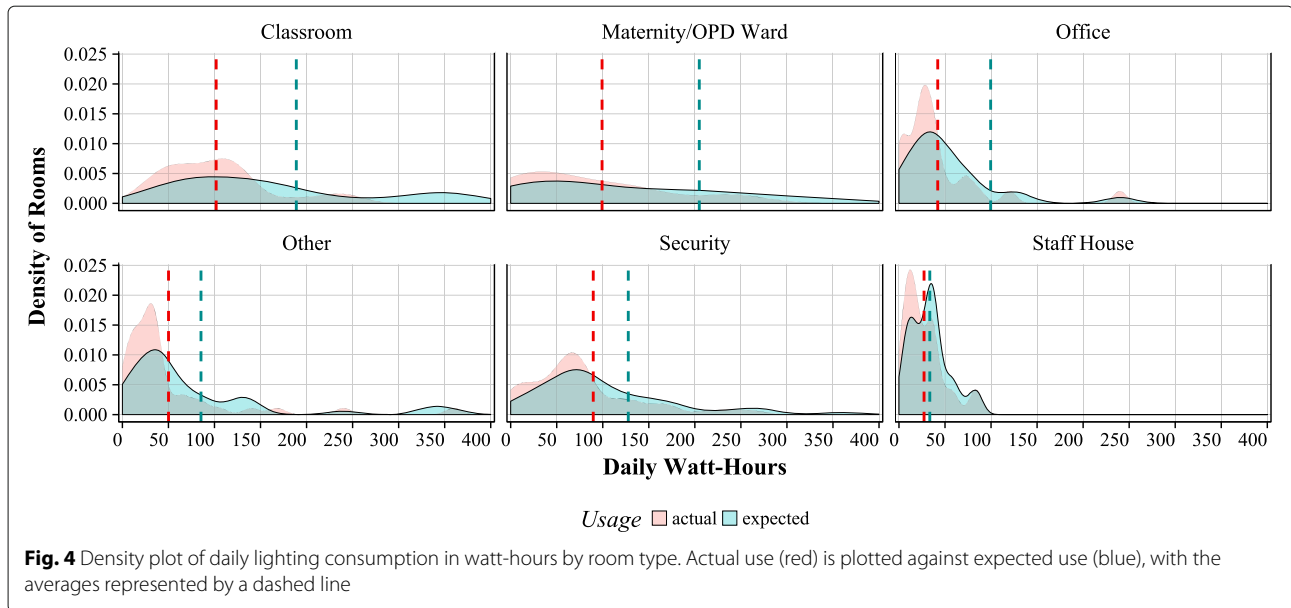 Classroom
Maternity/OPD Ward
Office
0.025
0.020
0.015
0.010
0.005
0.000
Other
Security
Staff House
0.025
0.020
0.015
0.010
0.005
0.000
Density of Rooms
0 50 100 150 200 250 300 350 400
0 50 100 150 200 250 300 350 400
0 50 100 150 200 250 300 350 400
Daily Watt-Hours
Usage actual expected
Fig. 4 Density plot of daily lighting consumption in watt-hours by room type. Actual use (red) is plotted against expected use (blue), with the
averages represented by a dashed line